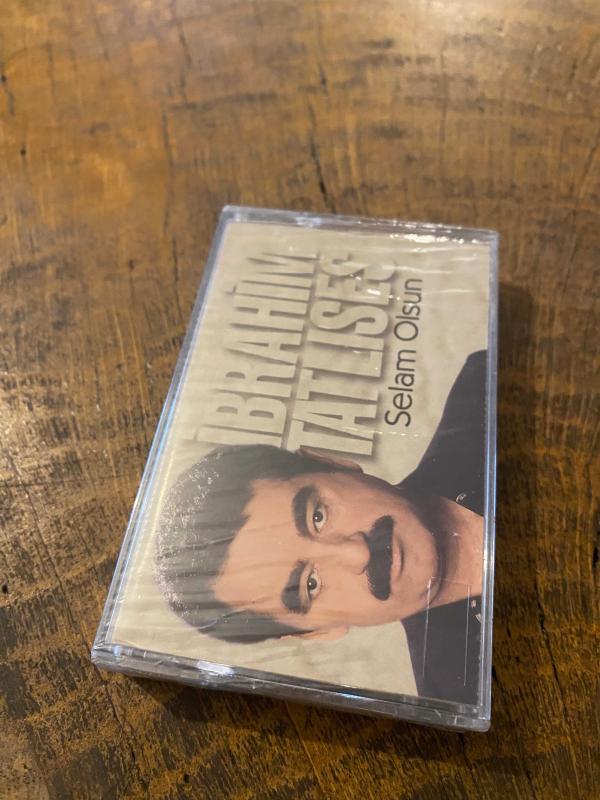 İBRAHİM
TATLISES
Selam Olsun